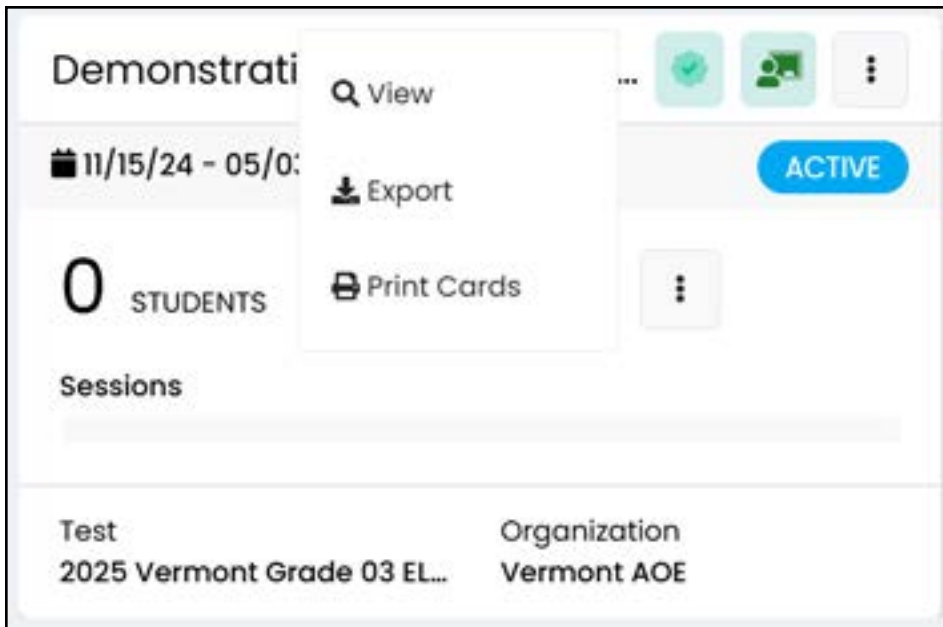 Demonstrati ...
View
11/15/24 - 05/03 ACTIVE
Export
0 STUDENTS
Print Cards
Sessions
Test Organization
2025 Vermont Grade 03 EL... Vermont AOE